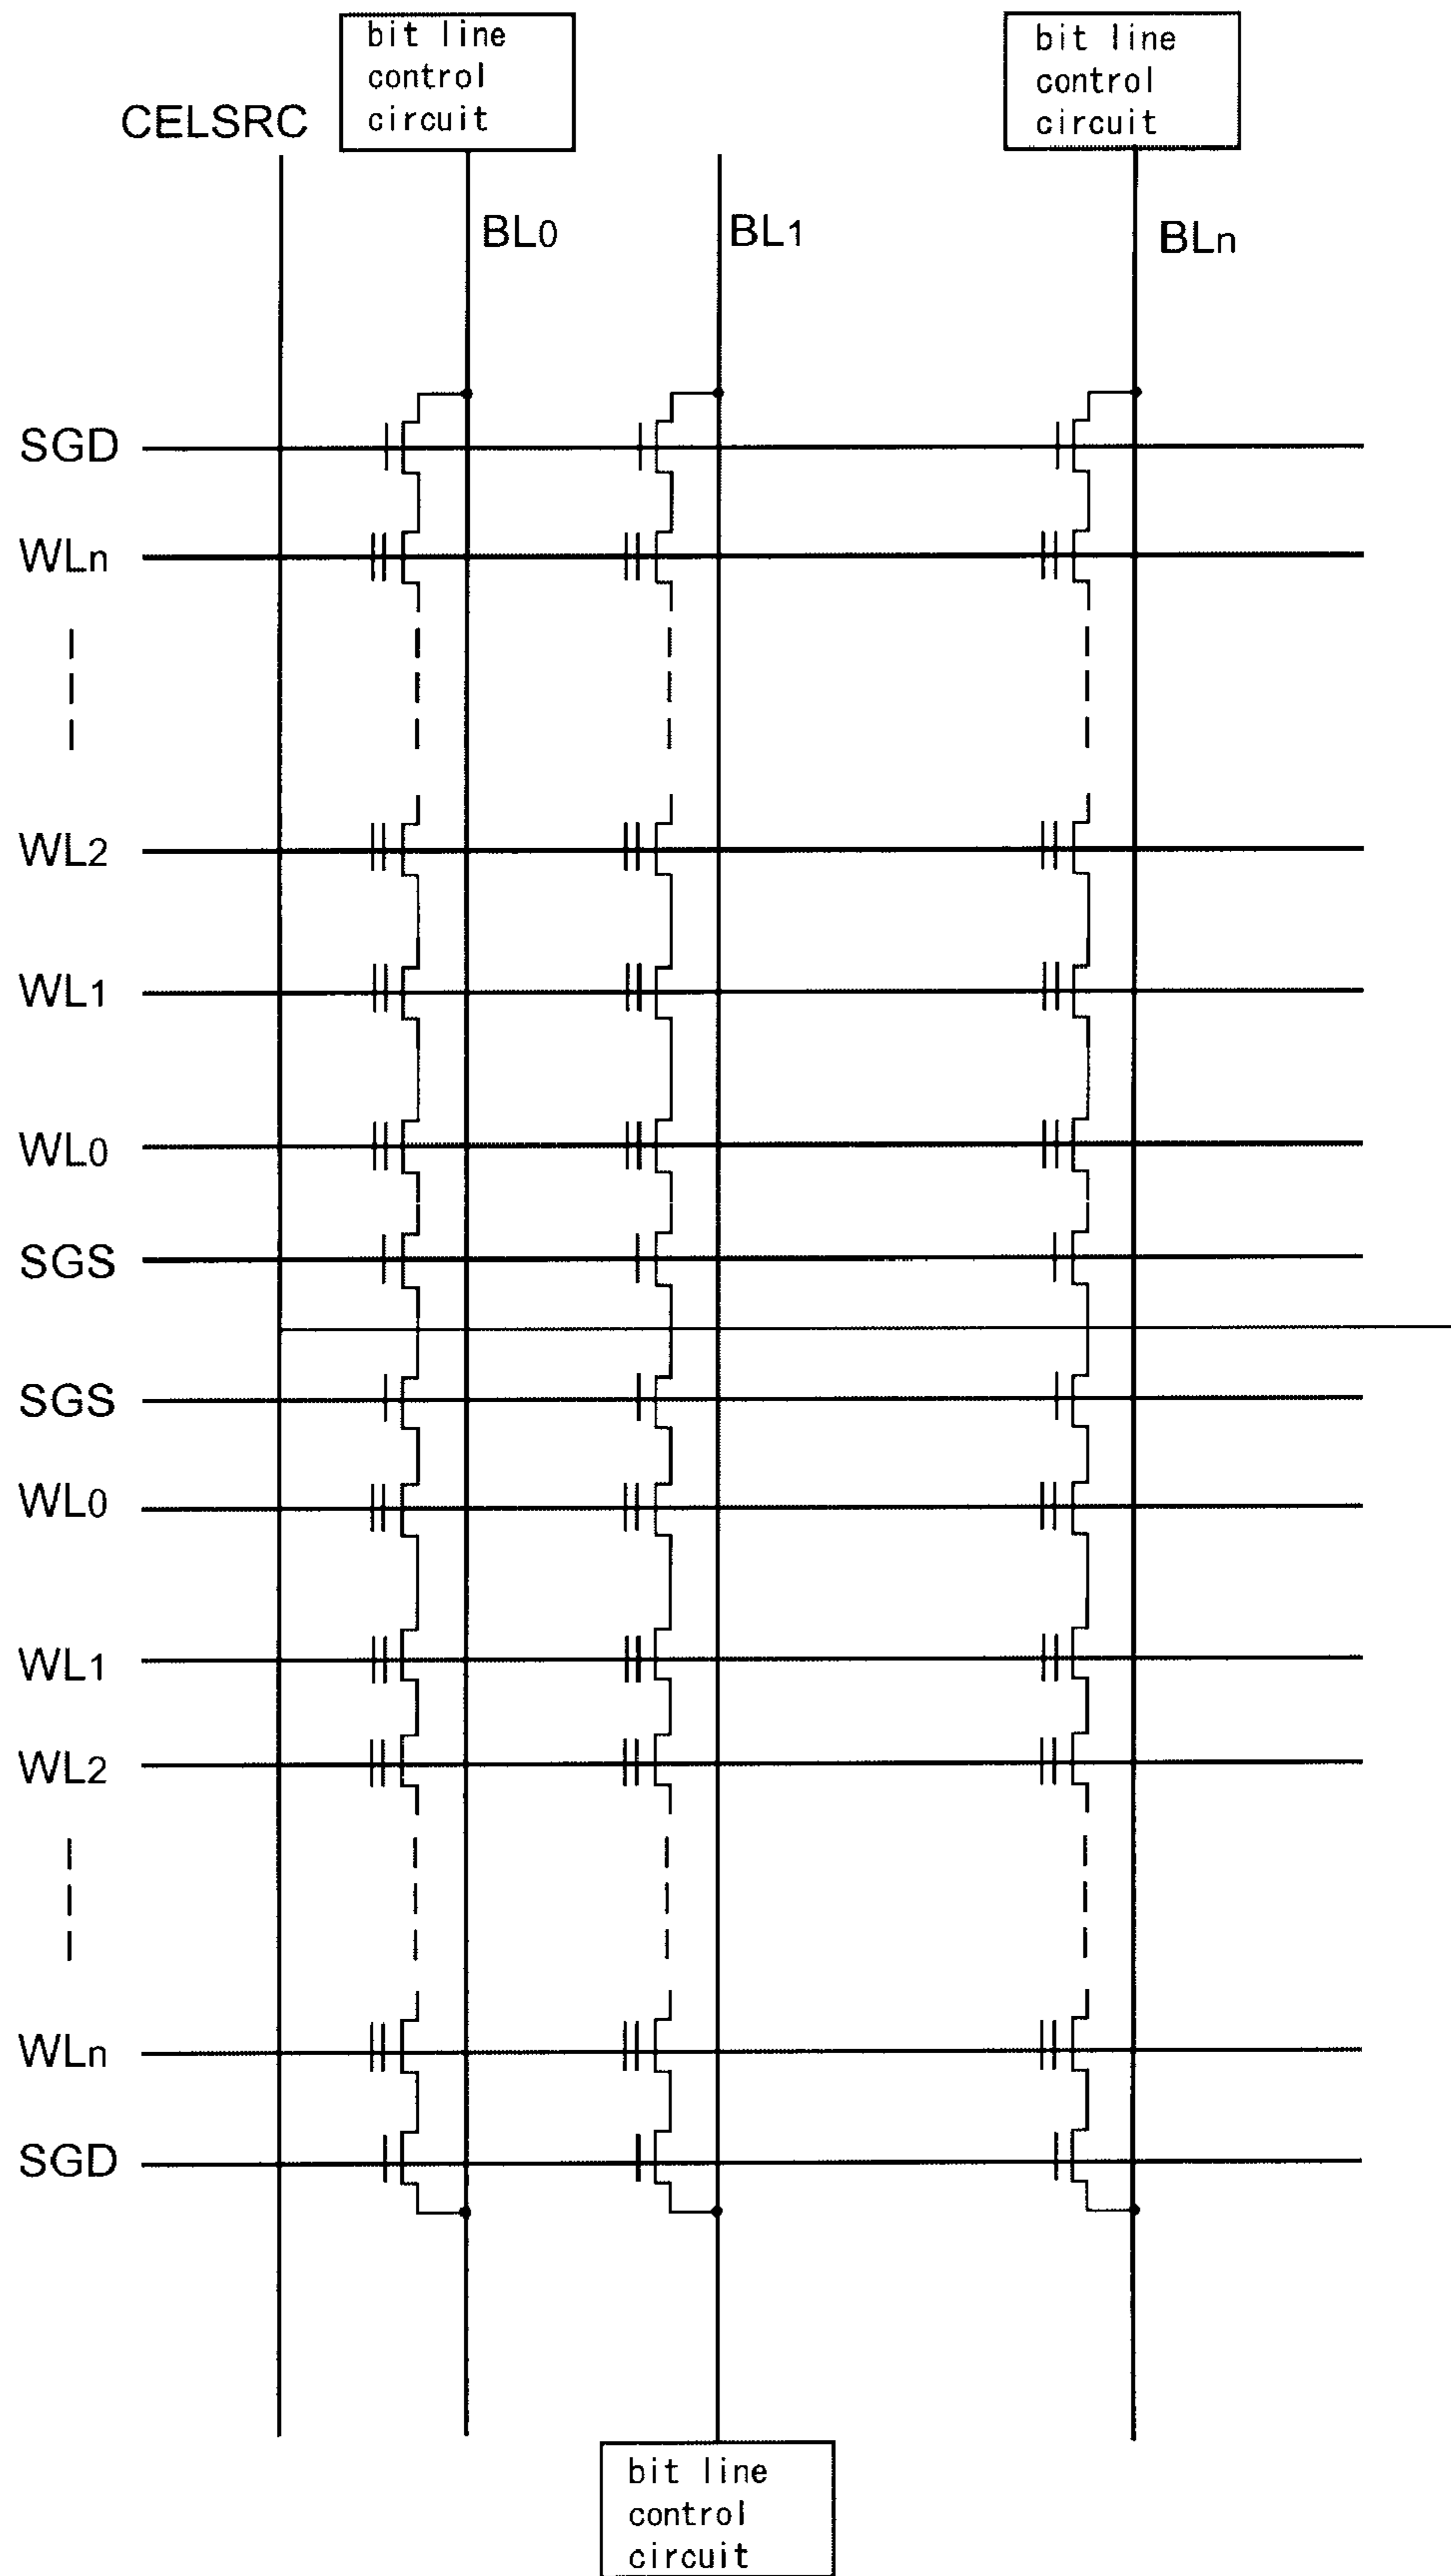 bit line
control
circuit
bit line
control
circuit
CELSRC
BL0
BL1
BLn
SGD
WLn
WL2
WL1
WL0
SGS
SGS
WL0
WL1
WL2
WLn
SGD
bit line
control
circuit